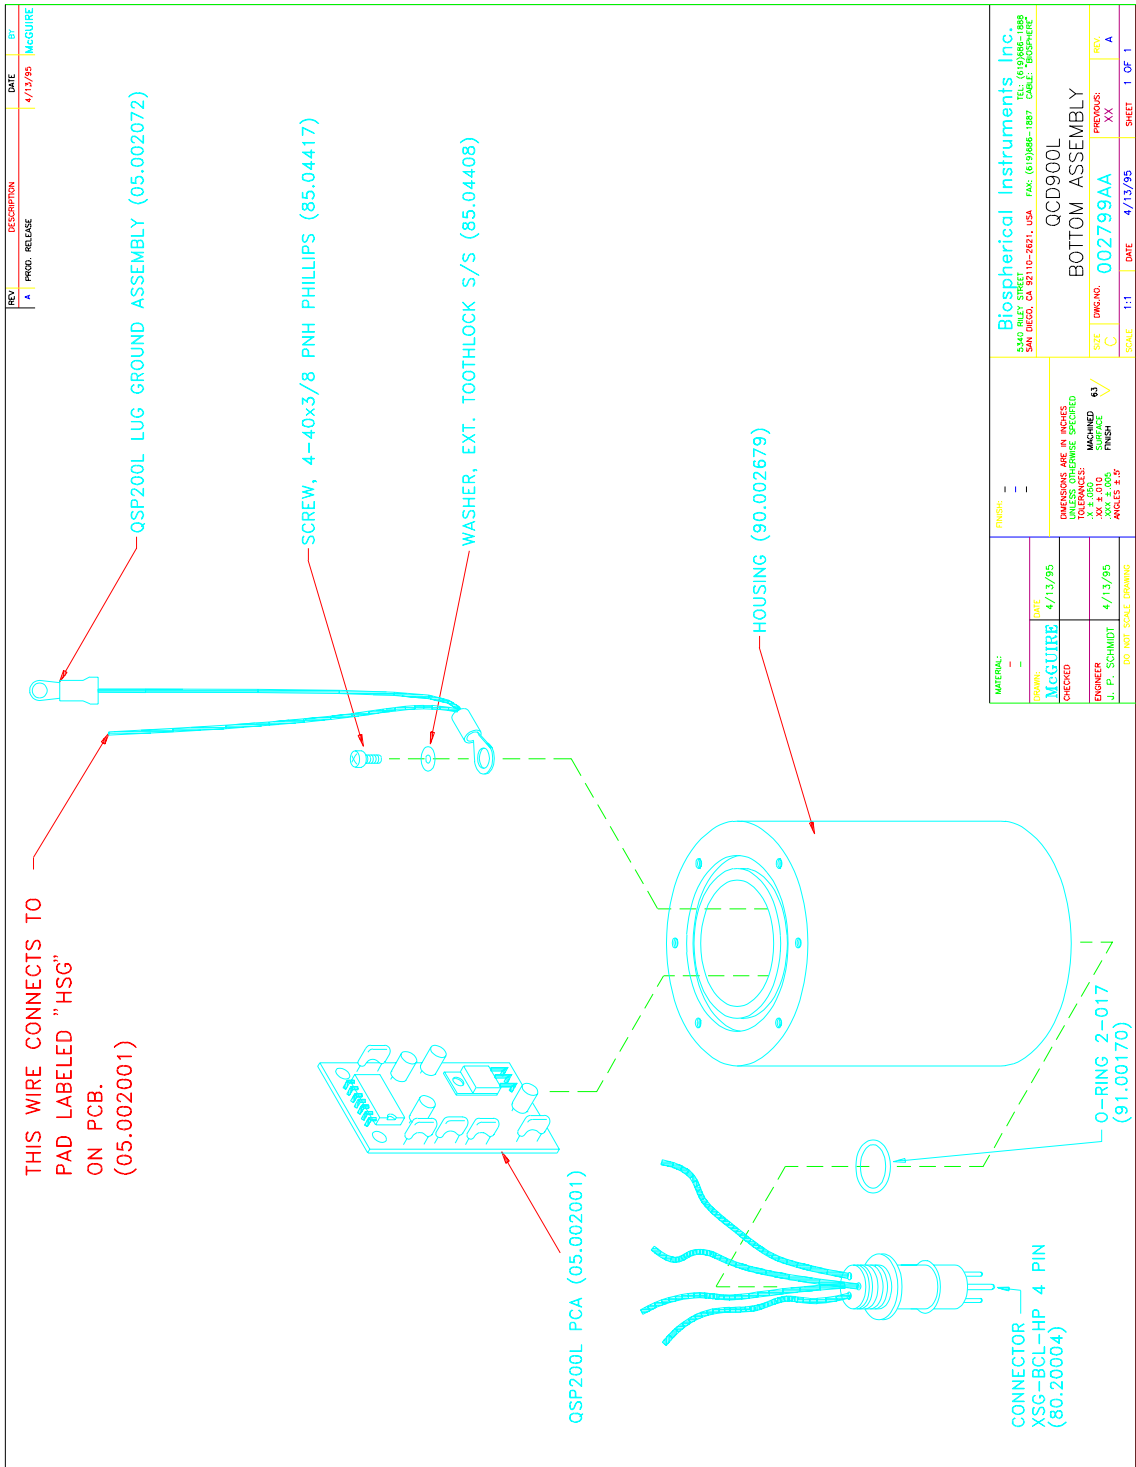 REV
DESCRIPTION
DATE
BY
A
PROD. RELEASE
4/13/95
McGUIRE
THIS WIRE CONNECTS TO
PAD LABELED "HSG"
ON PCB.
(05.002001)
QSP200L LUG GROUND ASSEMBLY (05.002072)
SCREW, 4-40x3/8 PNH PHILLIPS (85.04417)
WASHER, EXT. TOOTHLOCK S/S (85.04408)
HOUSING (90.002679)
QSP200L PCA (05.002001)
O-RING 2-017
(91.00170)
CONNECTOR
XSG-BCL-HP 4 PIN
(80.20004)
MATERIAL:
-
-
FINISH:
-
-
-
DRAWN:
DATE
McGUIRE
4/13/95
CHECKED
ENGINEER
J. P. SCHMIDT
4/13/95
DO NOT SCALE DRAWING
DIMENSIONS ARE IN INCHES
UNLESS OTHERWISE SPECIFIED
TOLERANCES:
.X ±.050
.XX ±.010
.XXX ±.005
ANGLES ±.5°
MACHINED
SURFACE
FINISH
63
Biospherical Instruments Inc.
5340 RILEY STREET
TEL: (619)686-1888
SAN DIEGO, CA 92110-2621, USA
FAX: (619)686-1887
CABLE: "BIOSPHERE"
QCD900L
BOTTOM ASSEMBLY
SIZE
C
DWG.NO.
002799AA
PREVIOUS:
XX
REV.
A
SCALE
1:1
DATE
4/13/95
SHEET
1 OF 1